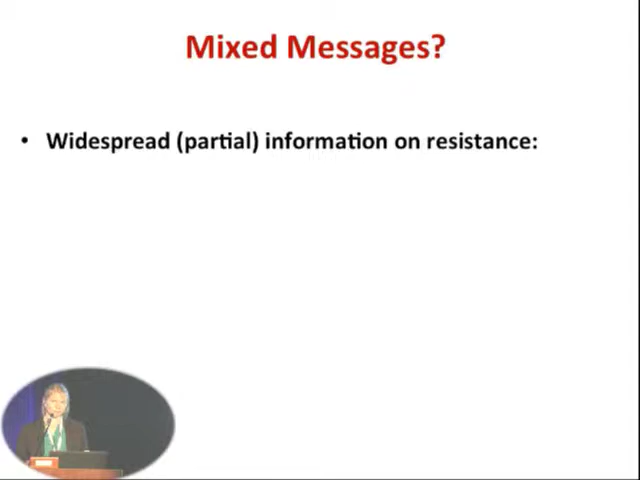 Mixed Messages?
• Widespread (partial) information on resistance: